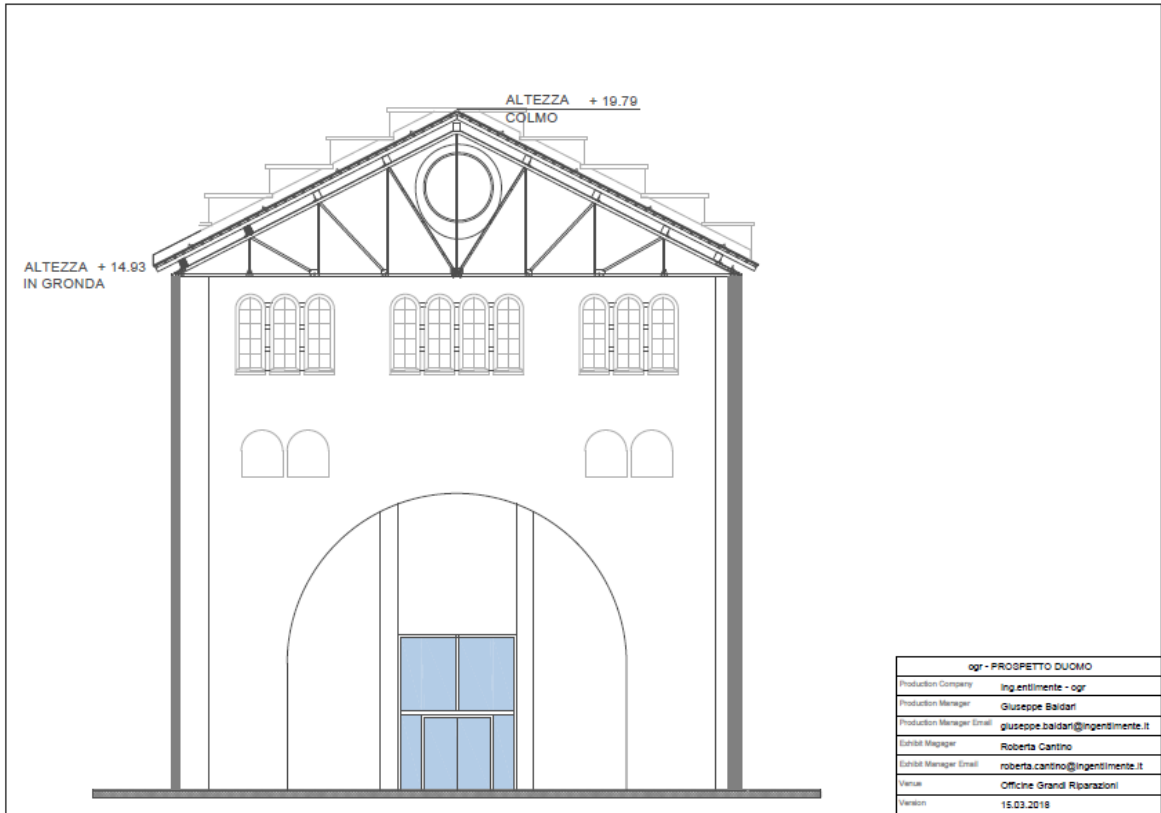 ALTEZZA + 19.79
COLMO
ALTEZZA + 14.93
IN GRONDA
ogr - PROSPETTO DUOMO
Production Company ing.entilmente - ogr
Production Manager Giuseppe Baldari
Production Manager Email giuseppe.baldari@ingentilmente.it
Exhibit Magager Roberta Cantino
Exhibit Manager Email roberta.cantino@ingentilmente.it
Venue Officine Grandi Riparazioni
Version 15.03.2018